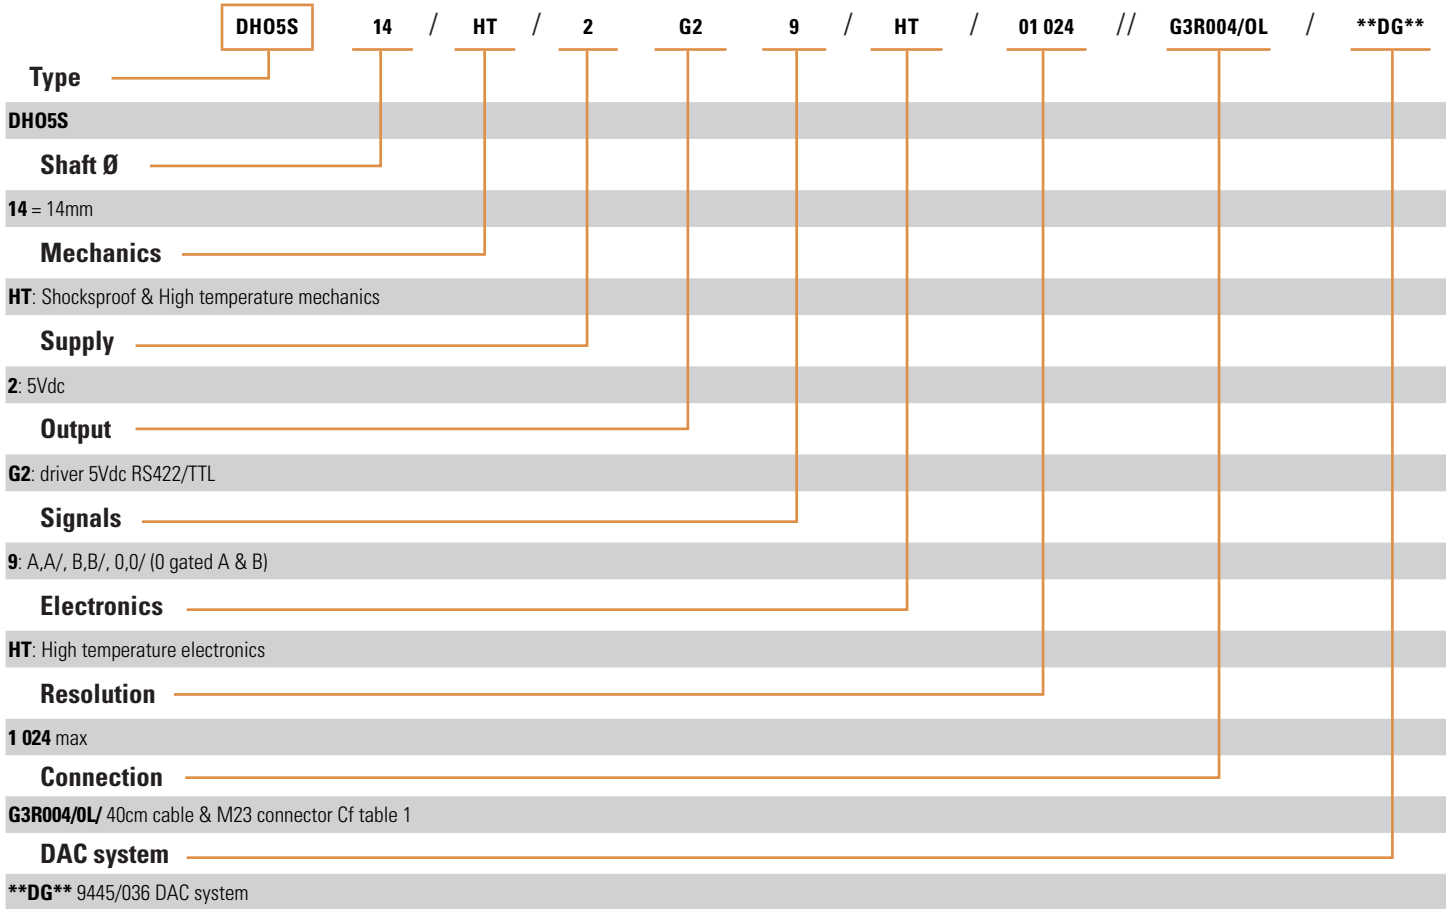 DHO5S 14 / HT / 2 G2 9 / HT / 01 024 // G3R004/OL / **DG**
Type
DHO5S
Shaft Ø
14 = 14mm
Mechanics
HT: Shocksproof & High temperature mechanics
Supply
2: 5Vdc
Output
G2: driver 5Vdc RS422/TTL
Signals
9: A,A/, B,B/, 0,0/ (0 gated A & B)
Electronics
HT: High temperature electronics
Resolution
1 024 max
Connection
G3R004/0L/ 40cm cable & M23 connector Cf table 1
DAC system
**DG** 9445/036 DAC system